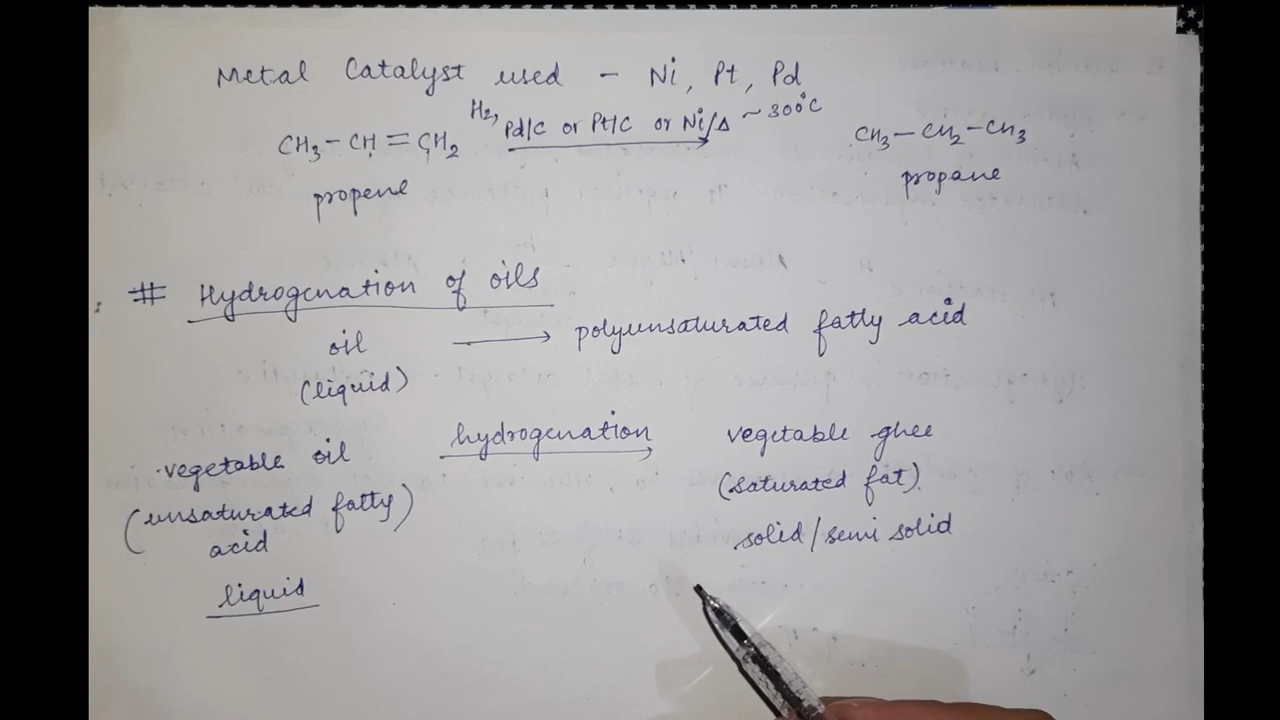 Metal Catalyst used - Ni, Pt, Pd
H2, Pd/C or Pt/C or Ni/Δ ~300°C
CH3-CH=CH2 CH3-CH2-CH3
propene propane
# Hydrogenation of oils
oil → polyunsaturated fatty acid
(liquid)
vegetable oil hydrogenation vegetable ghee
(unsaturated fatty) (saturated fat)
acid solid/semi solid
liquid